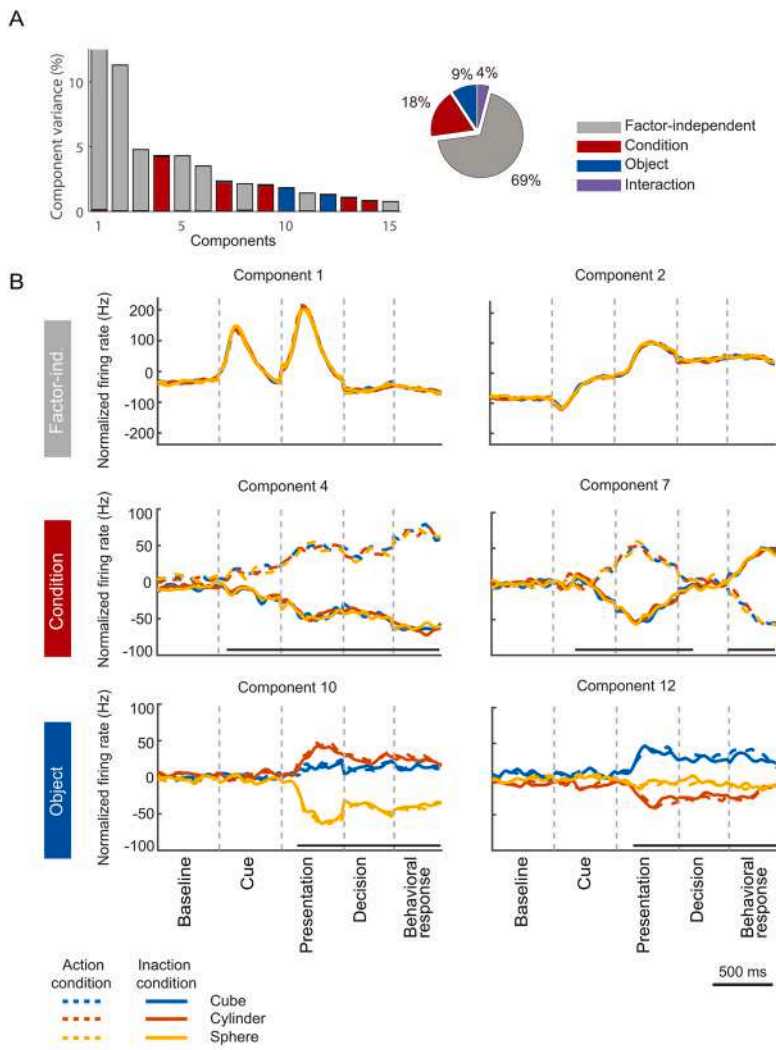 A
Component variance (%)
10
5
0
1
5
10
15
Components
9%
4%
18%
69%
Factor-independent
Condition
Object
Interaction
B
Factor-ind.
Component 1
Normalized firing rate (Hz)
200
100
0
-100
-200
Component 2
Condition
Component 4
Normalized firing rate (Hz)
100
50
0
-50
-100
Component 7
Object
Component 10
Normalized firing rate (Hz)
100
50
0
-50
-100
Component 12
Baseline
Cue
Presentation
Decision
Behavioral
response
Baseline
Cue
Presentation
Decision
Behavioral
response
500 ms
Action
condition
Inaction
condition
Cube
Cylinder
Sphere